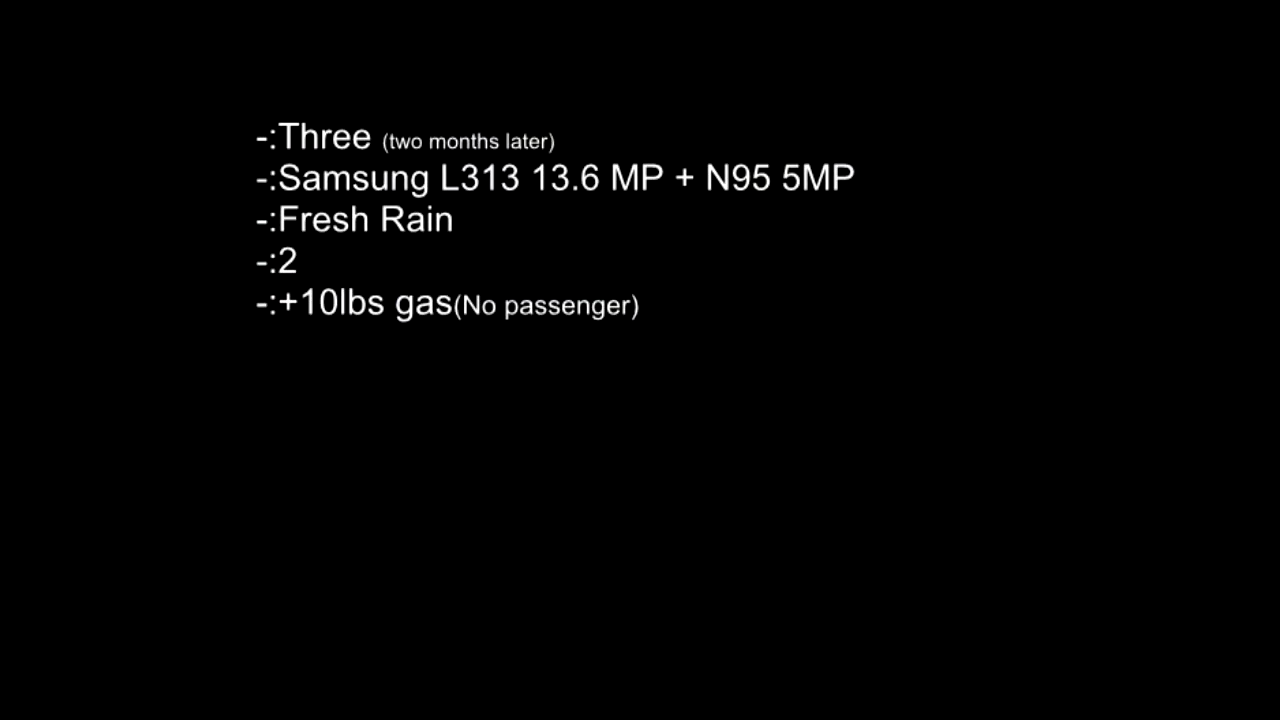 -:Three (two months later)
-:Samsung L313 13.6 MP + N95 5MP
-:Fresh Rain
-:2
-:+10lbs gas(No passenger)